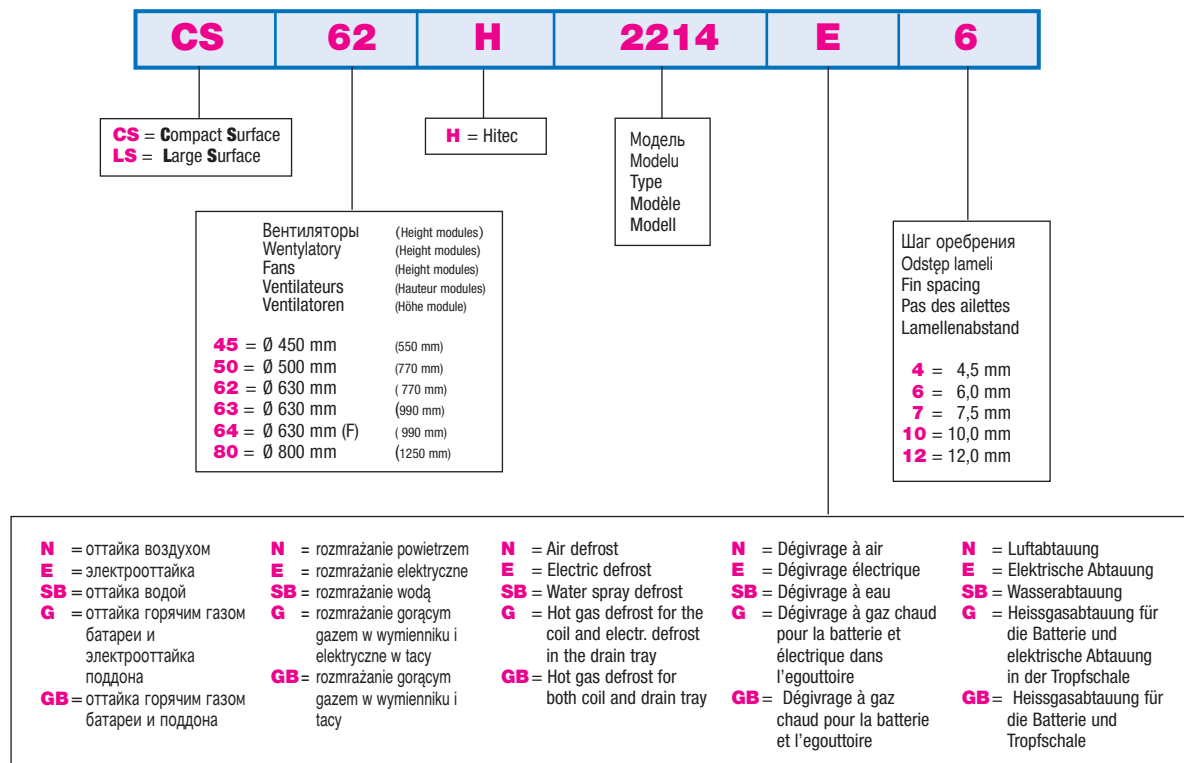 CS 62 H 2214 E 6
CS = Compact Surface
LS = Large Surface
H = Hitec
Модель
Modelu
Type
Modèle
Modell
Вентиляторы (Height modules)
Wentylatory (Height modules)
Fans (Height modules)
Ventilateurs (Hauteur modules)
Ventilatoren (Höhe module)
45 = Ø 450 mm (550 mm)
50 = Ø 500 mm (770 mm)
62 = Ø 630 mm ( 770 mm)
63 = Ø 630 mm (990 mm)
64 = Ø 630 mm (F) ( 990 mm)
80 = Ø 800 mm (1250 mm)
Шаг оребрения
Odstęp lameli
Fin spacing
Pas des ailettes
Lamellenabstand
4 = 4,5 mm
6 = 6,0 mm
7 = 7,5 mm
10 = 10,0 mm
12 = 12,0 mm
N = оттайка воздухом
E = электрооттайка
SB = оттайка водой
G = оттайка горячим газом
батареи и
электрооттайка
поддона
GB = оттайка горячим газом
батареи и поддона
N = rozmrażanie powietrzem
E = rozmrażanie elektryczne
SB = rozmrażanie wodą
G = rozmrażanie gorącym
gazem w wymienniku i
elektryczne w tacy
GB = rozmrażanie gorącym
gazem w wymienniku i
tacy
N = Air defrost
E = Electric defrost
SB = Water spray defrost
G = Hot gas defrost for the
coil and electr. defrost
in the drain tray
GB = Hot gas defrost for
both coil and drain tray
N = Dégivrage à air
E = Dégivrage électrique
SB = Dégivrage à eau
G = Dégivrage à gaz chaud
pour la batterie et
électrique dans
l'egouttoire
GB = Dégivrage à gaz
chaud pour la batterie
et l'egouttoire
N = Luftabtauung
E = Elektrische Abtauung
SB = Wasserabtauung
G = Heissgasabtauung für
die Batterie und
elektrische Abtauung
in der Tropfschale
GB = Heissgasabtauung für
die Batterie und
Tropfschale